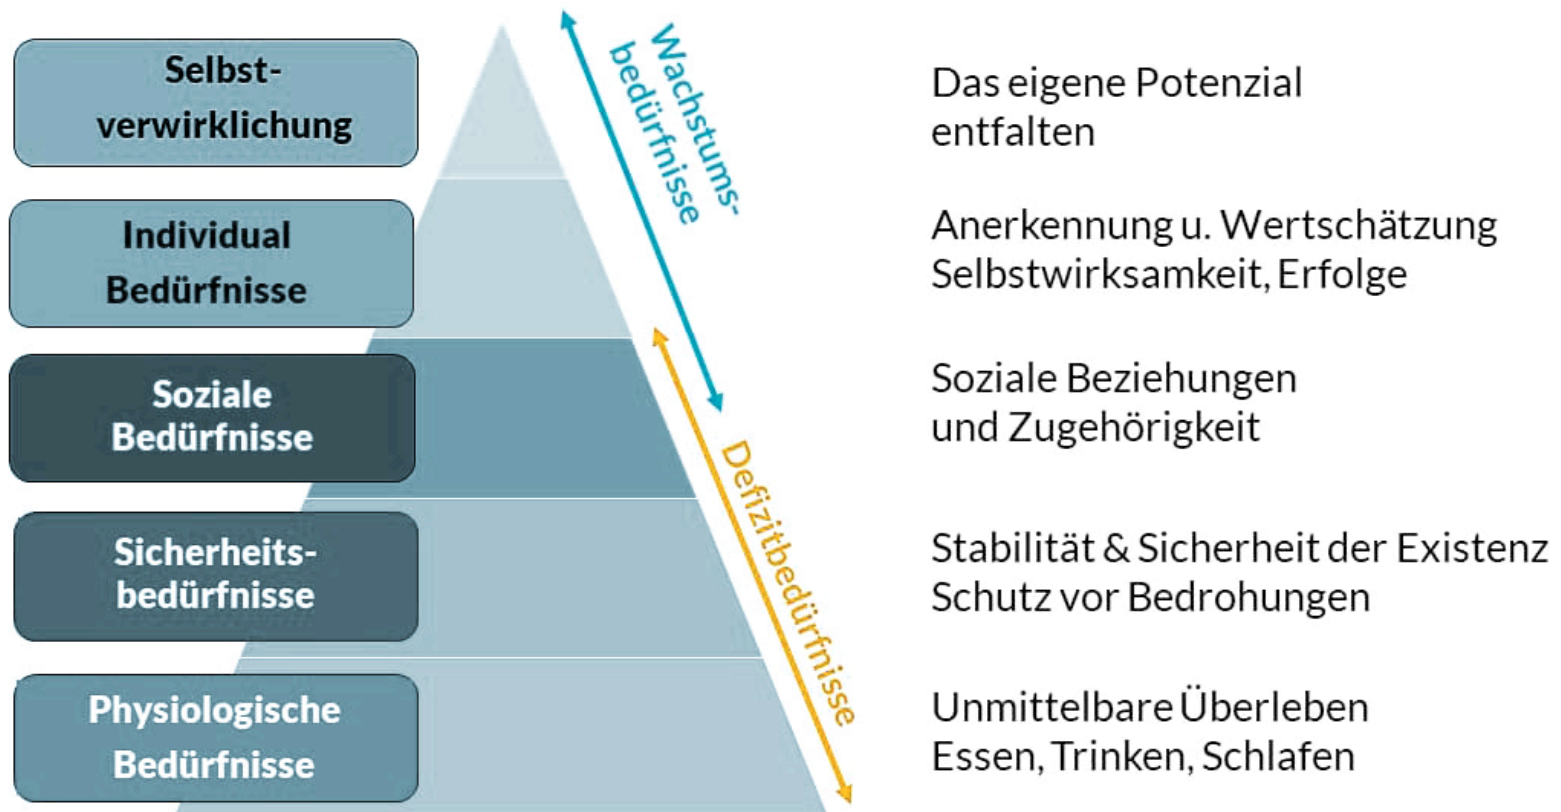 Selbst-
verwirklichung
Wachstums-
bedürfnisse
Das eigene Potenzial
entfalten
Individual
Bedürfnisse
Anerkennung u. Wertschätzung
Selbstwirksamkeit, Erfolge
Soziale
Bedürfnisse
Soziale Beziehungen
und Zugehörigkeit
Defizitbedürfnisse
Sicherheits-
bedürfnisse
Stabilität & Sicherheit der Existenz
Schutz vor Bedrohungen
Physiologische
Bedürfnisse
Unmittelbare Überleben
Essen, Trinken, Schlafen